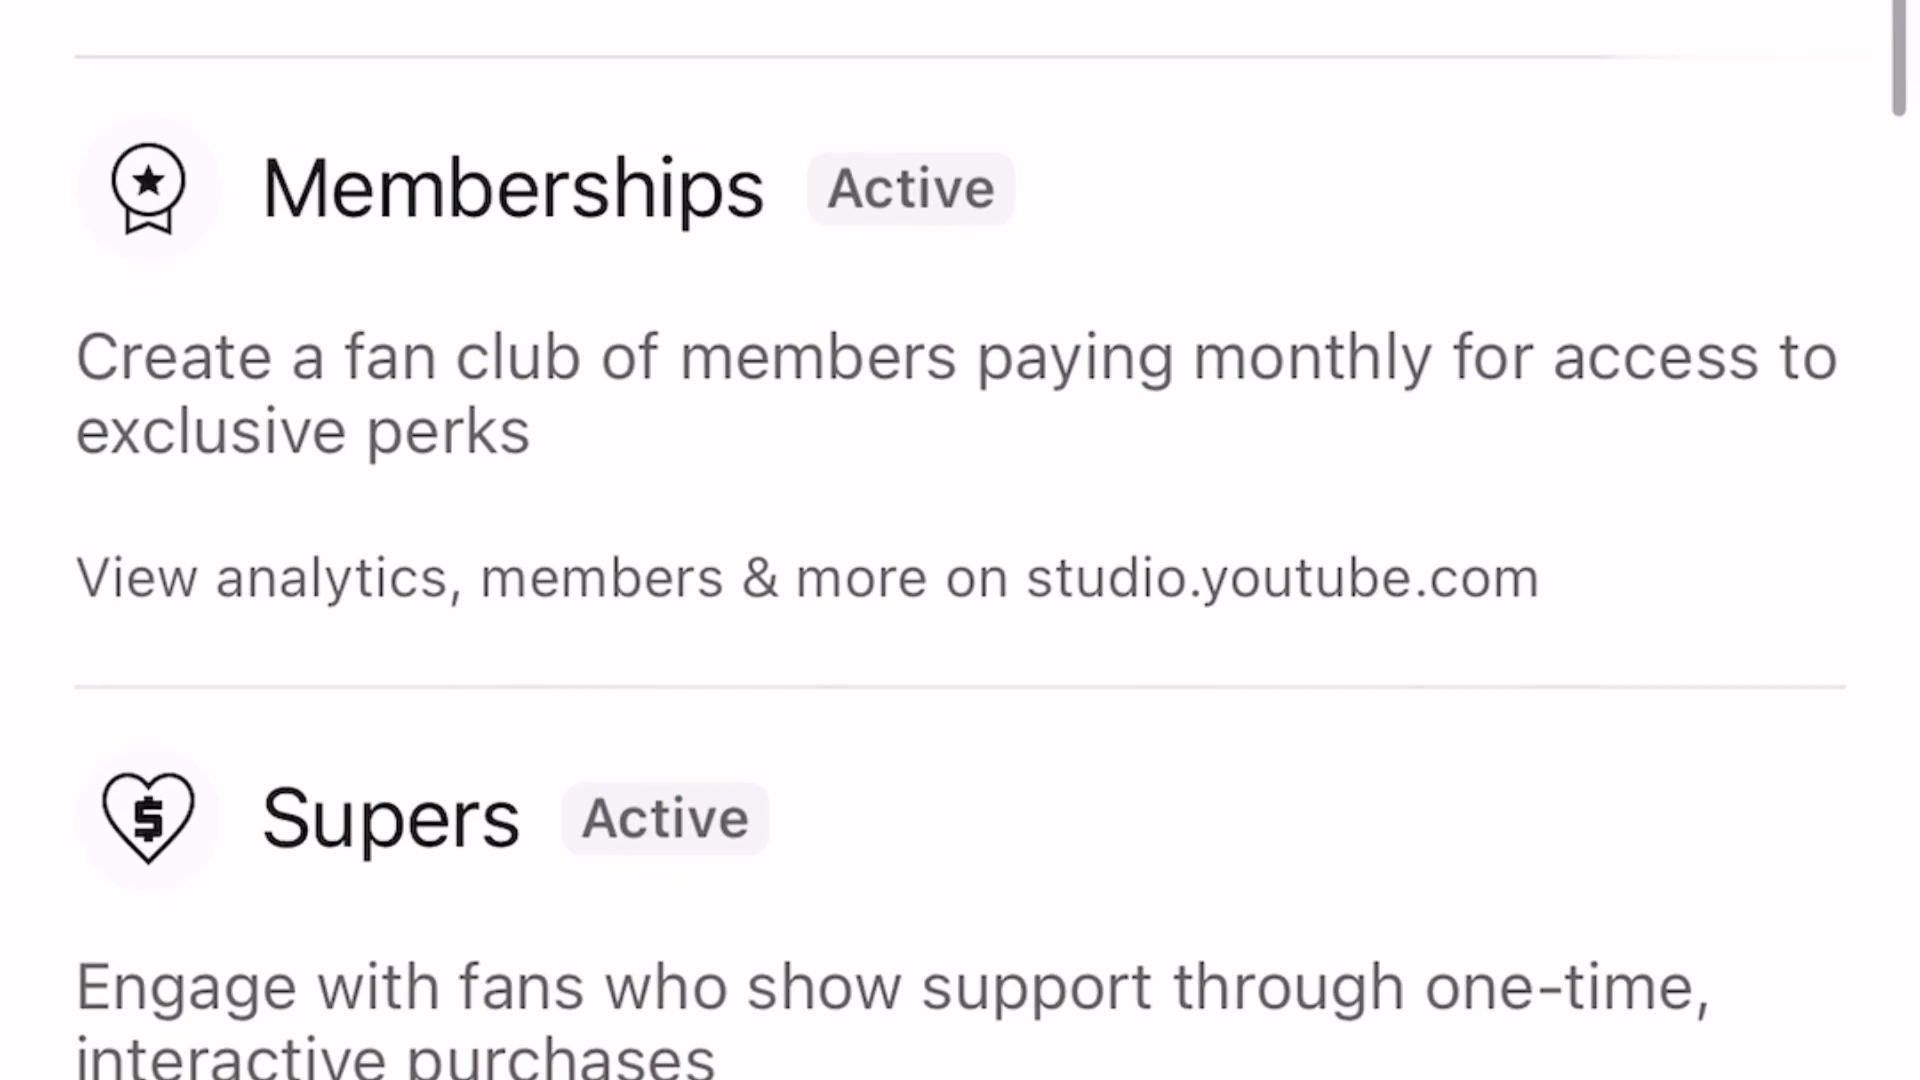 Memberships Active
Create a fan club of members paying monthly for access to
exclusive perks
View analytics, members & more on studio.youtube.com
Supers Active
Engage with fans who show support through one-time,
interactive purchases